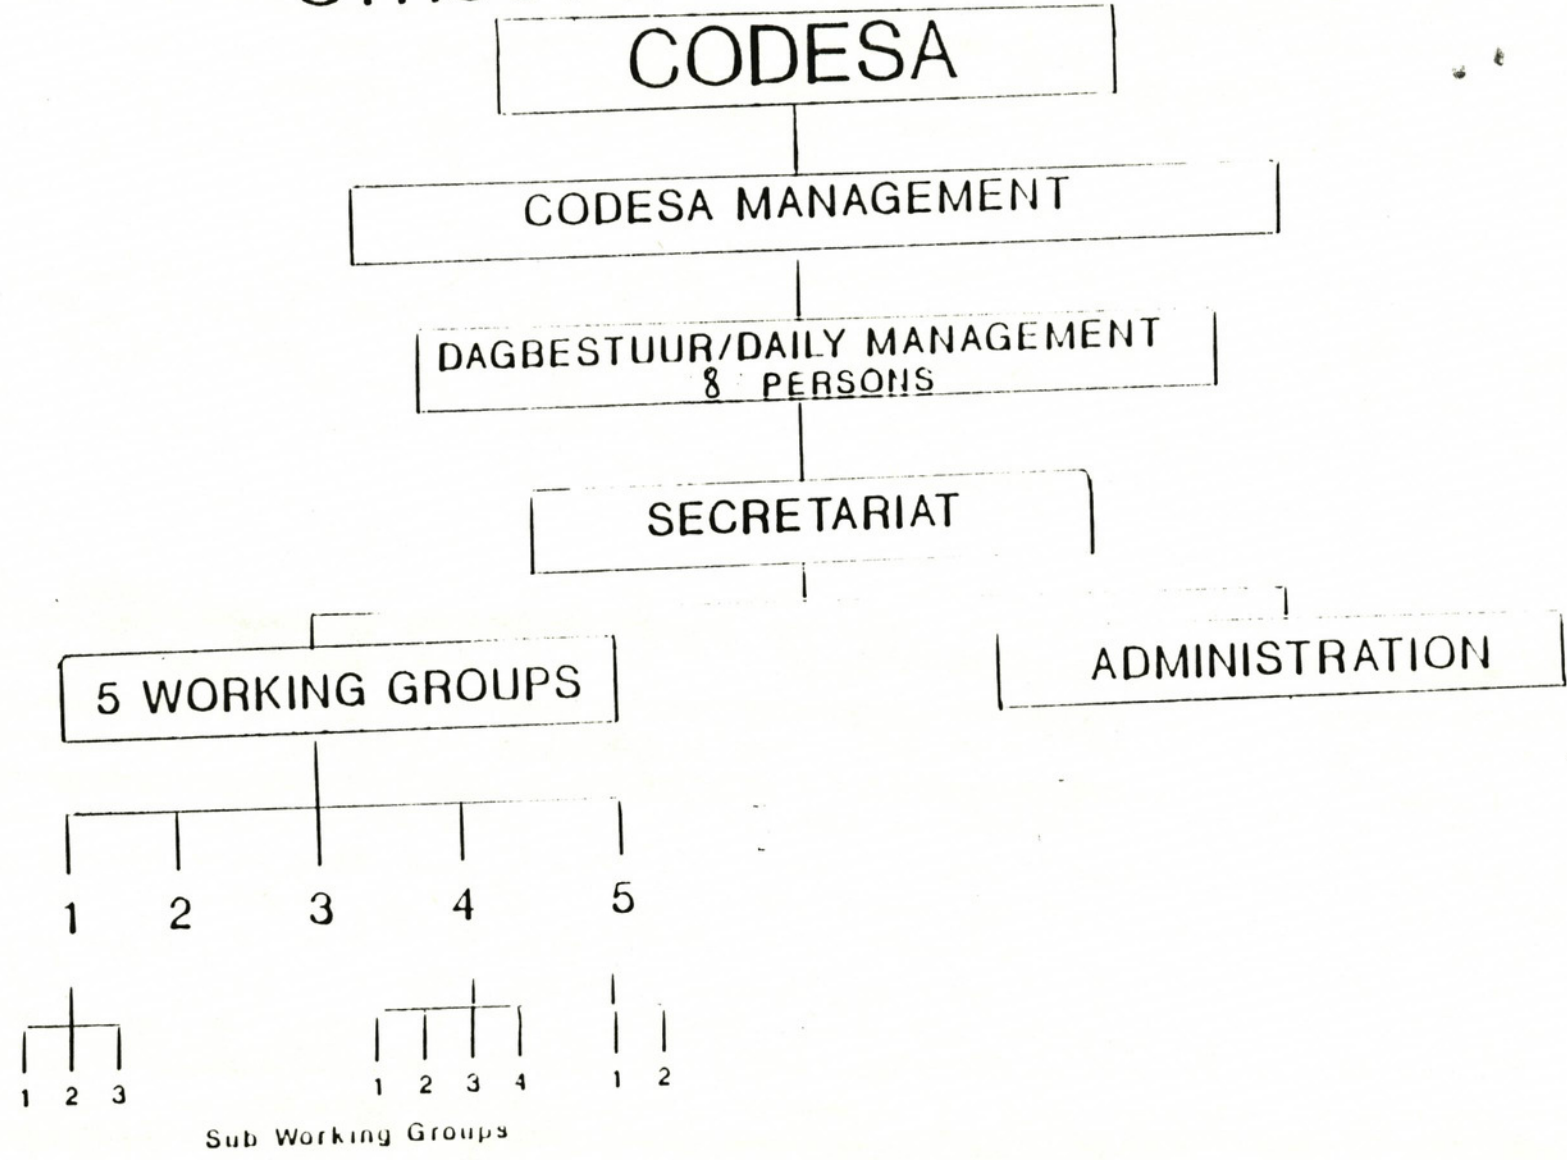 CODESA
CODESA MANAGEMENT
DAGBESTUUR/DAILY MANAGEMENT
8 PERSONS
SECRETARIAT
5 WORKING GROUPS
ADMINISTRATION
1 2 3 4 5
1 2 3
1 2 3 4
1 2
Sub Working Groups